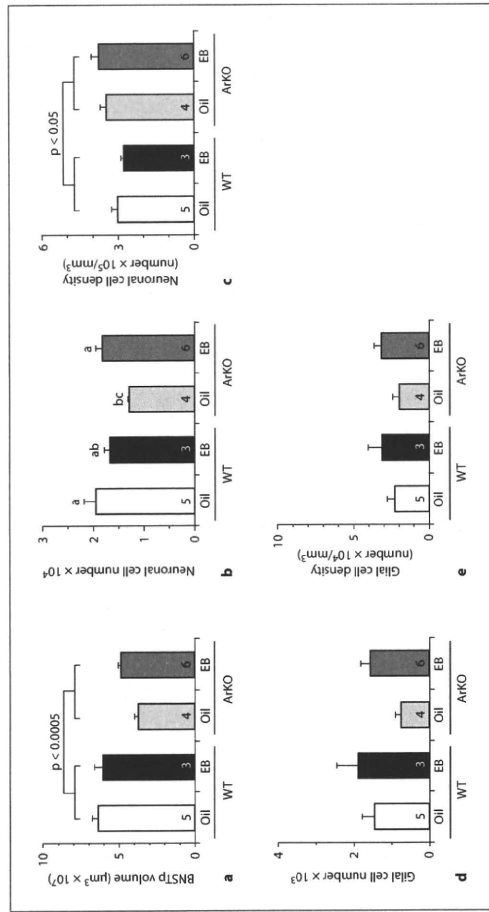 10
5
0
BNSTp volume (µm³ × 10⁷)
p < 0.0005
5
3
4
6
Oil EB Oil EB
WT ArKO
a
3
2
1
0
Neuronal cell number × 10⁴
a
ab
bc
a
5
3
4
6
Oil EB Oil EB
WT ArKO
b
6
3
0
Neuronal cell density
(number × 10⁵/mm³)
p < 0.05
5
3
4
6
Oil EB Oil EB
WT ArKO
c
4
2
0
Gilal cell number × 10³
5
3
4
6
Oil EB Oil EB
WT ArKO
d
10
5
0
Glial cell density
(number × 10⁴/mm³)
5
3
4
6
Oil EB Oil EB
WT ArKO
e